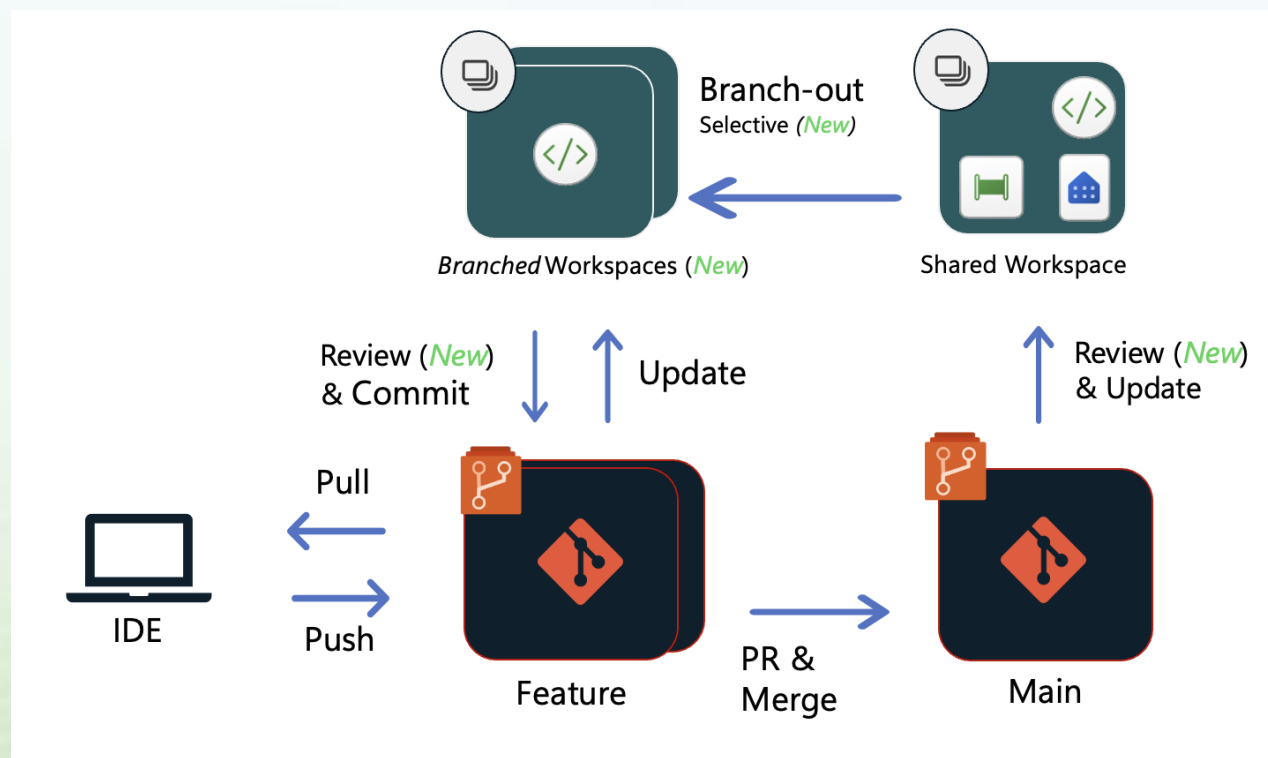 Branch-out
Selective (New)
Branched Workspaces (New)
Shared Workspace
Review (New)
& Commit
Update
Review (New)
& Update
Pull
IDE
Push
Feature
PR &
Merge
Main